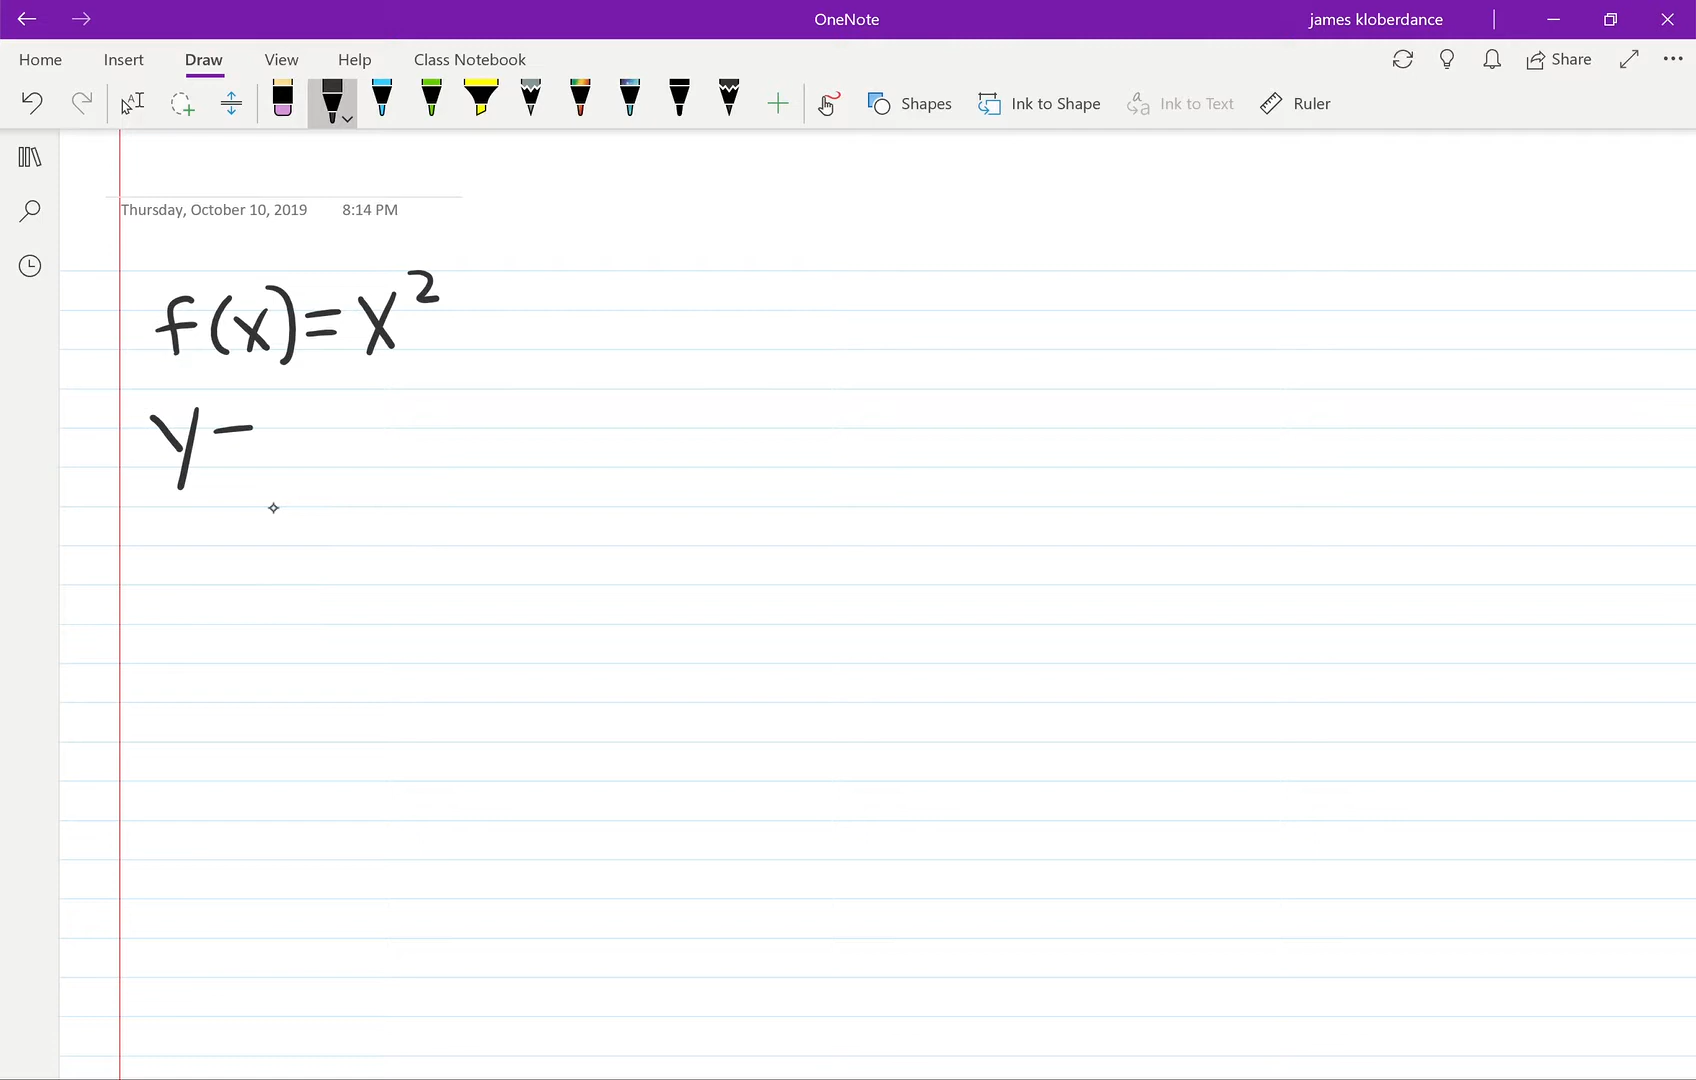 OneNote
james kloberdance
Home Insert Draw View Help Class Notebook
Share
Shapes Ink to Shape Ink to Text Ruler
Thursday, October 10, 2019 8:14 PM
f(x)=x²
y-